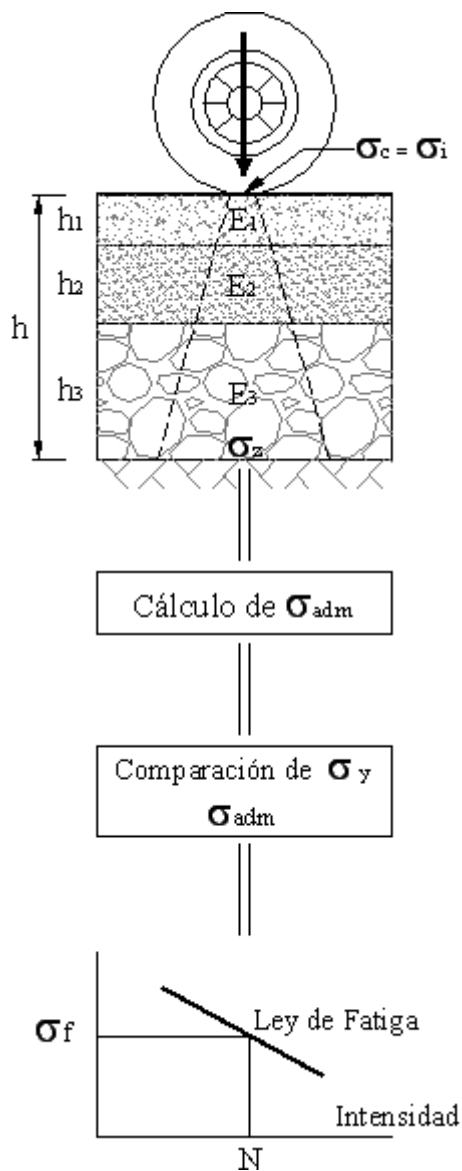 σc = σi
h1
E1
h2
E2
h
h3
E3
σz
Cálculo de σadm
Comparación de σ y
σadm
σf
Ley de Fatiga
Intensidad
N